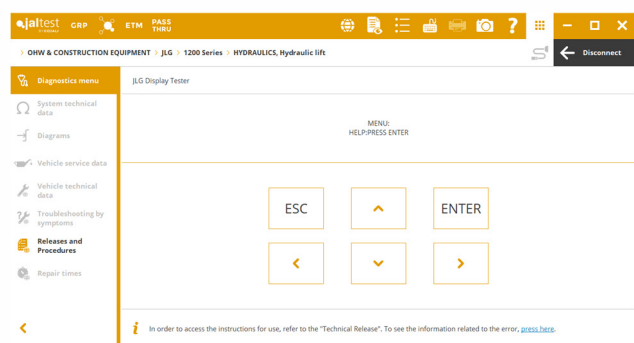 jaltest GRP ETM PASS THRU ?
OHW & CONSTRUCTION EQUIPMENT > JLG > 1200 Series > HYDRAULICS, Hydraulic lift
Disconnect
Diagnostics menu
JLG Display Tester
System technical
data
Diagrams
MENU:
HELP:PRESS ENTER
Vehicle service data
Vehicle technical
data
ESC
ENTER
Troubleshooting by
symptoms
Releases and
Procedures
Repair times
In order to access the instructions for use, refer to the "Technical Release". To see the information related to the error, press here.